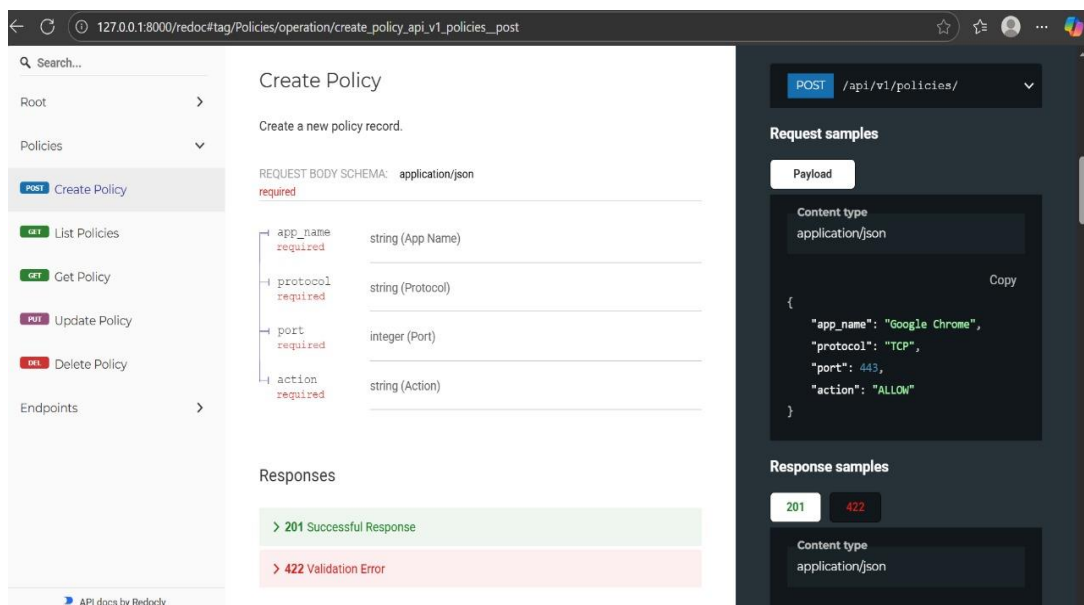 127.0.0.1:8000/redoc#tag/Policies/operation/create_policy_api_v1_policies__post
Search...
Root
Policies
POST Create Policy
GET List Policies
GET Get Policy
PUT Update Policy
DEL Delete Policy
Endpoints
API docs by Redocly
Create Policy
Create a new policy record.
REQUEST BODY SCHEMA: application/json
required
app_name
required
string (App Name)
protocol
required
string (Protocol)
port
required
integer (Port)
action
required
string (Action)
Responses
201 Successful Response
422 Validation Error
POST /api/v1/policies/
Request samples
Payload
Content type
application/json
Copy
{
"app_name": "Google Chrome",
"protocol": "TCP",
"port": 443,
"action": "ALLOW"
}
Response samples
201 422
Content type
application/json